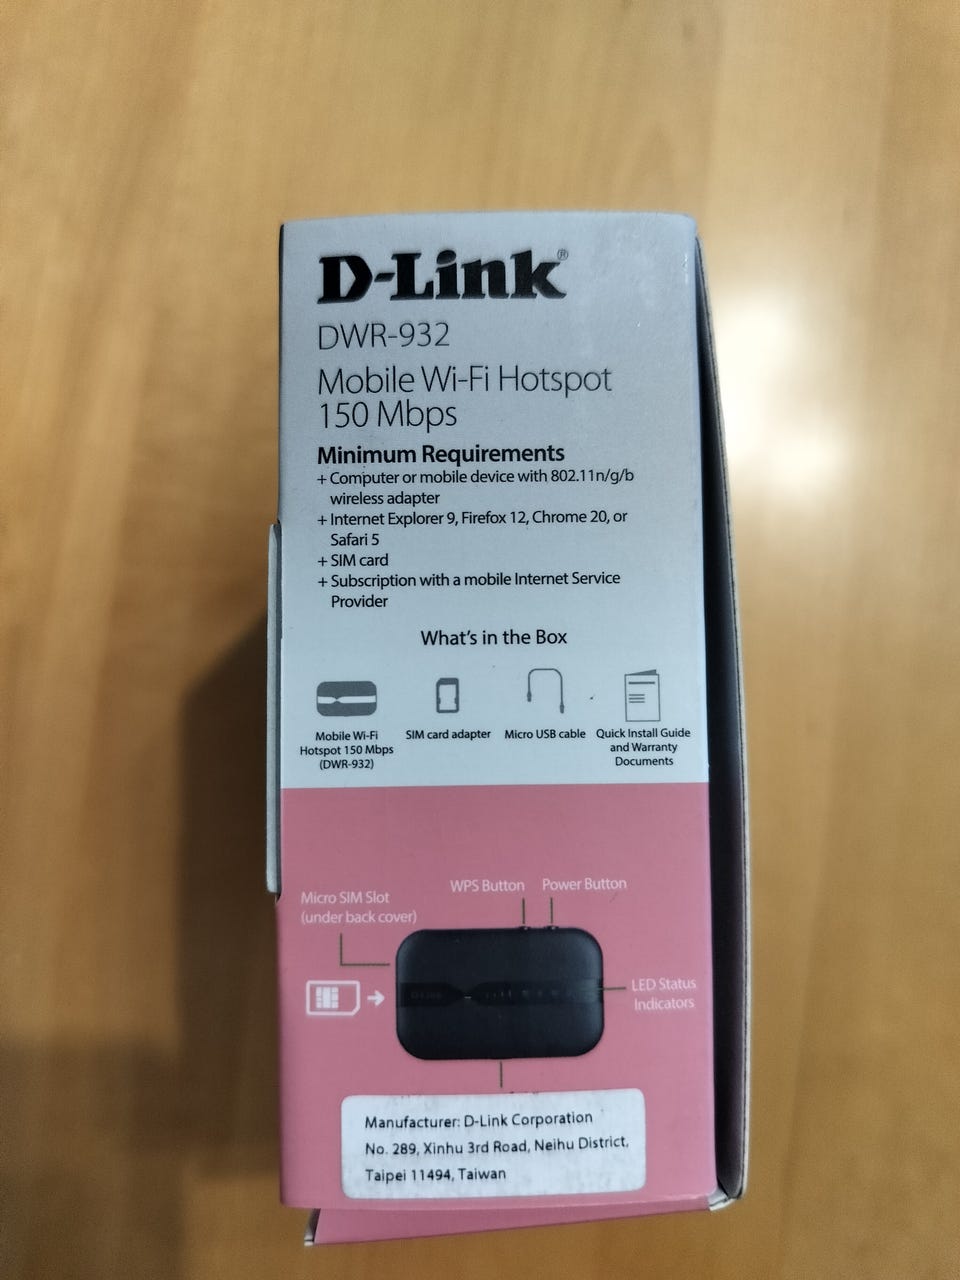 D-Link®
DWR-932
Mobile Wi-Fi Hotspot
150 Mbps
Minimum Requirements
+ Computer or mobile device with 802.11n/g/b
wireless adapter
+ Internet Explorer 9, Firefox 12, Chrome 20, or
Safari 5
+ SIM card
+ Subscription with a mobile Internet Service
Provider
What's in the Box
Mobile Wi-Fi
Hotspot 150 Mbps
(DWR-932)
SIM card adapter
Micro USB cable
Quick Install Guide
and Warranty
Documents
WPS Button
Power Button
Micro SIM Slot
(under back cover)
D-Link
LED Status
Indicators
Manufacturer: D-Link Corporation
No. 289, Xinhu 3rd Road, Neihu District,
Taipei 11494, Taiwan